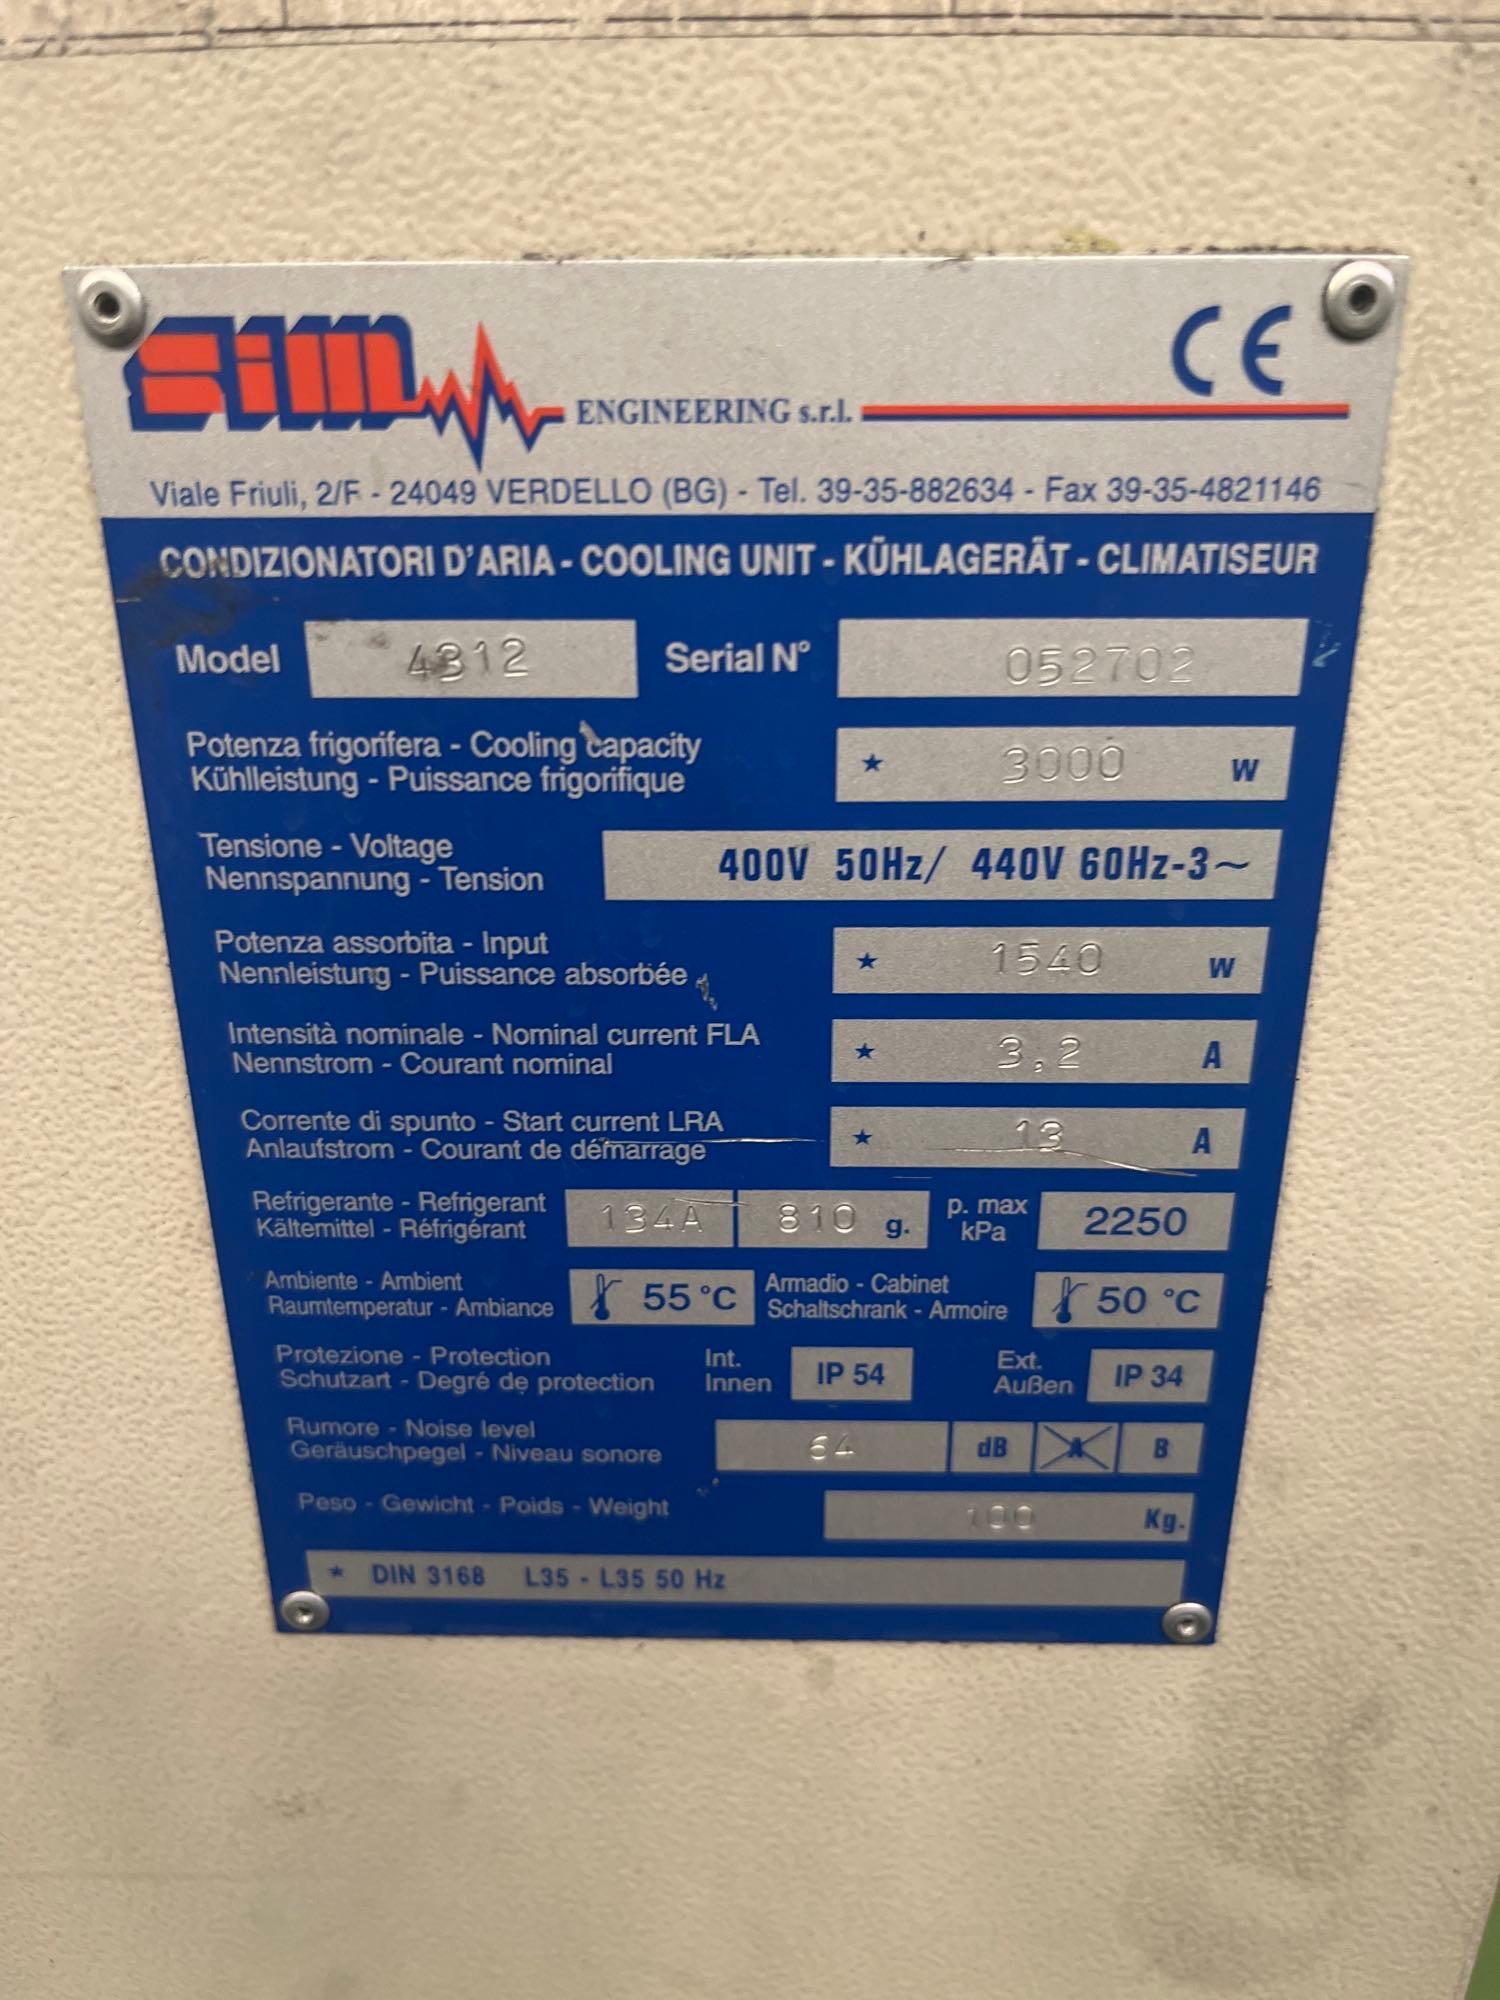 Sim ENGINEERING s.r.l. CE
Viale Friuli, 2/F - 24049 VERDELLO (BG) - Tel. 39-35-882634 - Fax 39-35-4821146
CONDIZIONATORI D'ARIA - COOLING UNIT - KÜHLAGERÄT - CLIMATISEUR
Model 4312 Serial N° 052702
Potenza frigorifera - Cooling capacity
Kühlleistung - Puissance frigorifique
★ 3000 W
Tensione - Voltage
Nennspannung - Tension
400V 50Hz/ 440V 60Hz-3~
Potenza assorbita - Input
Nennleistung - Puissance absorbée
★ 1540 W
Intensità nominale - Nominal current FLA
Nennstrom - Courant nominal
★ 3,2 A
Corrente di spunto - Start current LRA
Anlaufstrom - Courant de démarrage
★ 13 A
Refrigerante - Refrigerant
Kältemittel - Réfrigérant
134A 810 g.
p. max
kPa
2250
Ambiente - Ambient
Raumtemperatur - Ambiance
55 °C
Armadio - Cabinet
Schaltschrank - Armoire
50 °C
Protezione - Protection
Schutzart - Degré de protection
Int.
Innen
IP 54
Ext.
Außen
IP 34
Rumore - Noise level
Geräuschpegel - Niveau sonore
64 dB A B
Peso - Gewicht - Poids - Weight 100 Kg.
★ DIN 3168 L35 - L35 50 Hz